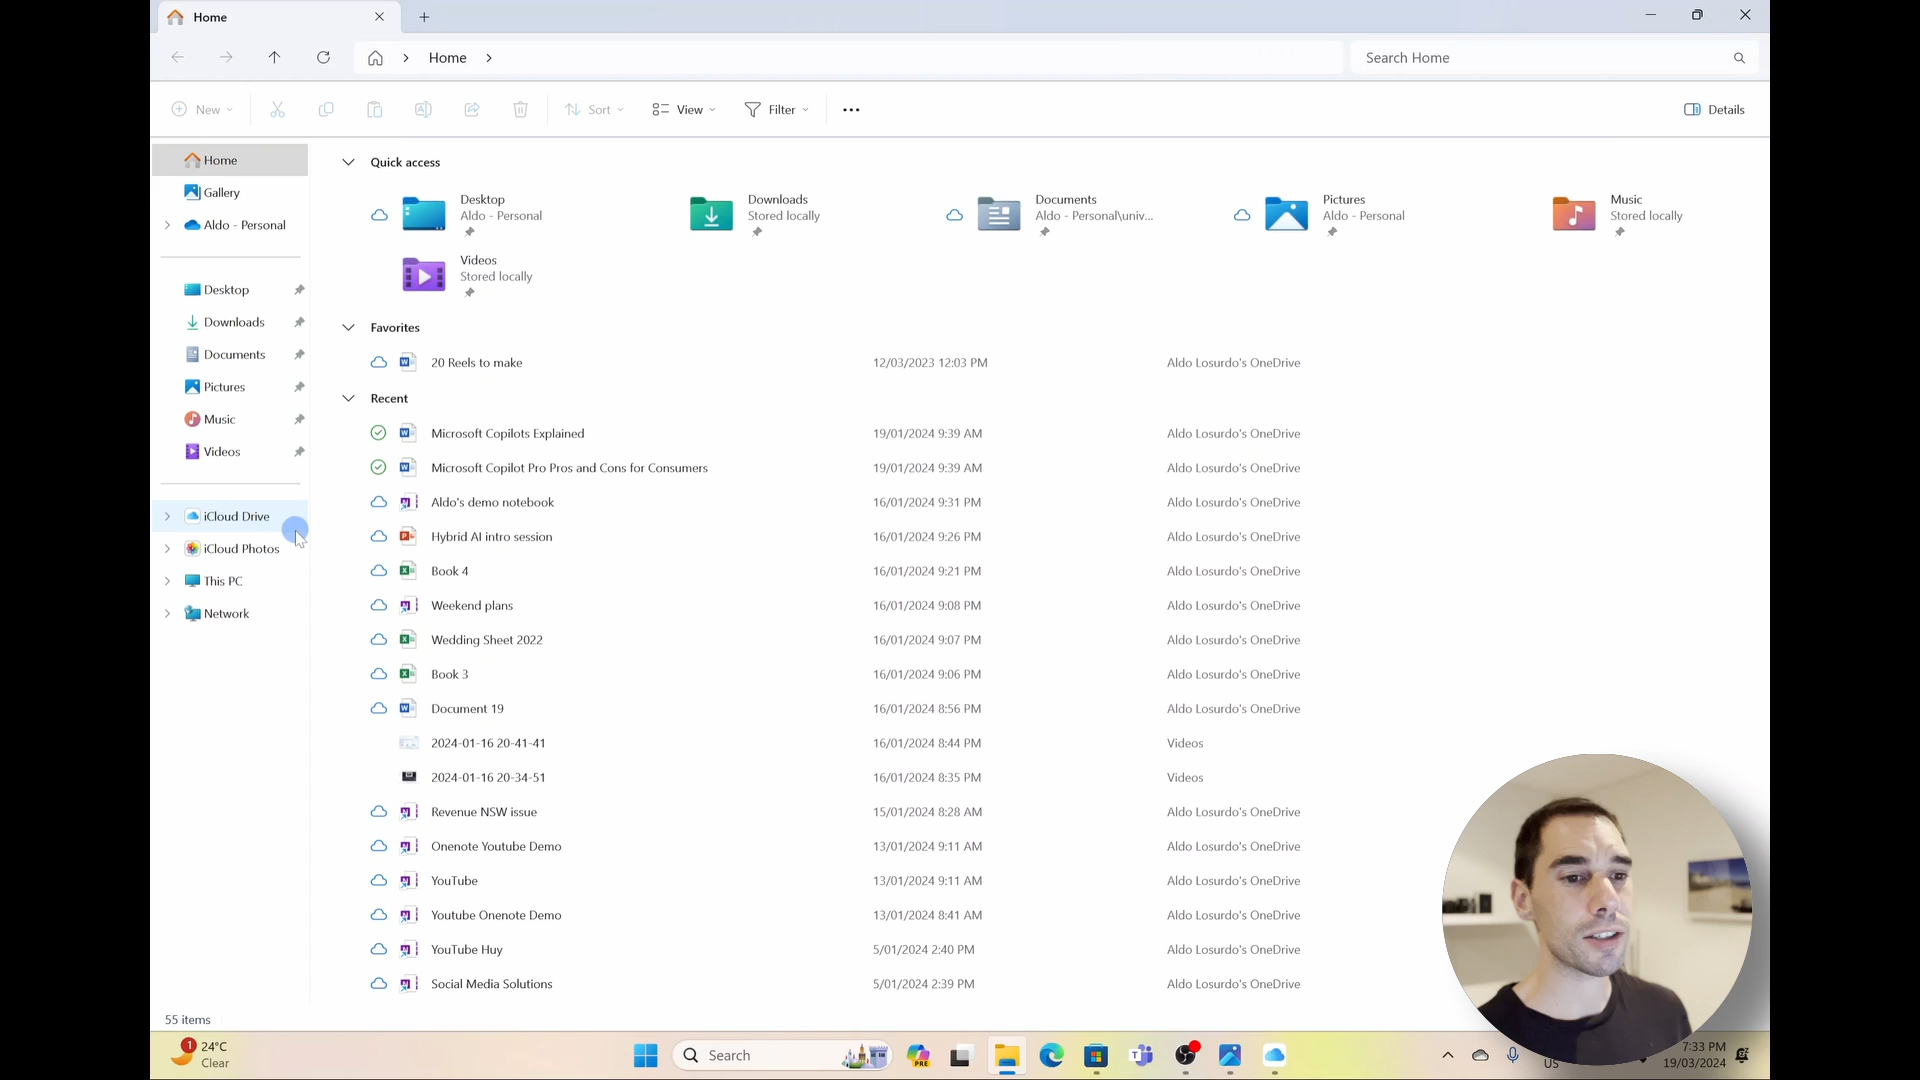 Home
Home
Search Home
New
Sort
View
Filter
Details
Home
Gallery
Aldo - Personal
Desktop
Downloads
Documents
Pictures
Music
Videos
iCloud Drive
iCloud Photos
This PC
Network
Quick access
Desktop
Aldo - Personal
Downloads
Stored locally
Documents
Aldo - Personal\univ...
Pictures
Aldo - Personal
Music
Stored locally
Videos
Stored locally
Favorites
20 Reels to make 12/03/2023 12:03 PM Aldo Losurdo's OneDrive
Recent
Microsoft Copilots Explained 19/01/2024 9:39 AM Aldo Losurdo's OneDrive
Microsoft Copilot Pro Pros and Cons for Consumers 19/01/2024 9:39 AM Aldo Losurdo's OneDrive
Aldo's demo notebook 16/01/2024 9:31 PM Aldo Losurdo's OneDrive
Hybrid AI intro session 16/01/2024 9:26 PM Aldo Losurdo's OneDrive
Book 4 16/01/2024 9:21 PM Aldo Losurdo's OneDrive
Weekend plans 16/01/2024 9:08 PM Aldo Losurdo's OneDrive
Wedding Sheet 2022 16/01/2024 9:07 PM Aldo Losurdo's OneDrive
Book 3 16/01/2024 9:06 PM Aldo Losurdo's OneDrive
Document 19 16/01/2024 8:56 PM Aldo Losurdo's OneDrive
2024-01-16 20-41-41 16/01/2024 8:44 PM Videos
2024-01-16 20-34-51 16/01/2024 8:35 PM Videos
Revenue NSW issue 15/01/2024 8:28 AM Aldo Losurdo's OneDrive
Onenote Youtube Demo 13/01/2024 9:11 AM Aldo Losurdo's OneDrive
YouTube 13/01/2024 9:11 AM Aldo Losurdo's OneDrive
Youtube Onenote Demo 13/01/2024 8:41 AM Aldo Losurdo's OneDrive
YouTube Huy 5/01/2024 2:40 PM Aldo Losurdo's OneDrive
Social Media Solutions 5/01/2024 2:39 PM Aldo Losurdo's OneDrive
55 items
1
24°C
Clear
Search
PRE
US
7:33 PM
19/03/2024